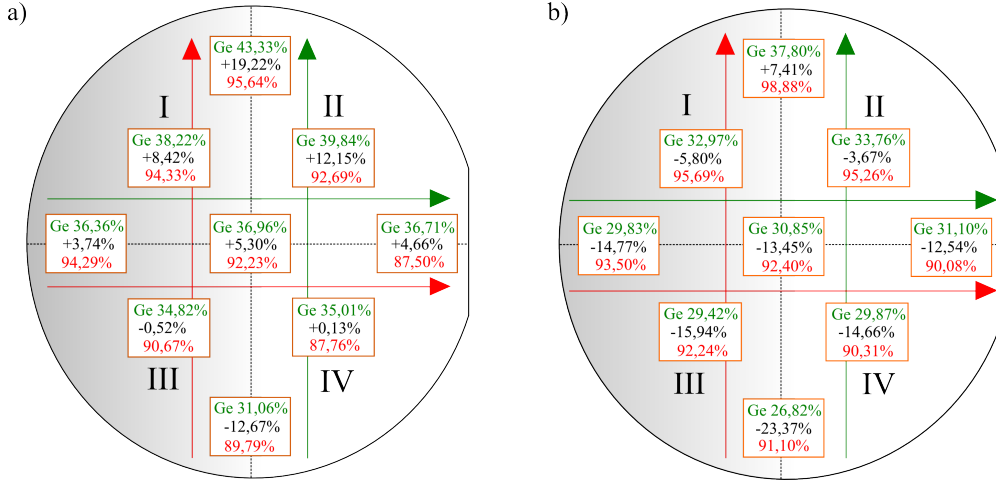 a)
Ge 43,33%
+19,22%
95,64%
I
II
Ge 38,22%
+8,42%
94,33%
Ge 39,84%
+12,15%
92,69%
Ge 36,36%
+3,74%
94,29%
Ge 36,96%
+5,30%
92,23%
Ge 36,71%
+4,66%
87,50%
Ge 34,82%
-0,52%
90,67%
Ge 35,01%
+0,13%
87,76%
III
IV
Ge 31,06%
-12,67%
89,79%
b)
Ge 37,80%
+7,41%
98,88%
I
II
Ge 32,97%
-5,80%
95,69%
Ge 33,76%
-3,67%
95,26%
Ge 29,83%
-14,77%
93,50%
Ge 30,85%
-13,45%
92,40%
Ge 31,10%
-12,54%
90,08%
Ge 29,42%
-15,94%
92,24%
Ge 29,87%
-14,66%
90,31%
III
IV
Ge 26,82%
-23,37%
91,10%